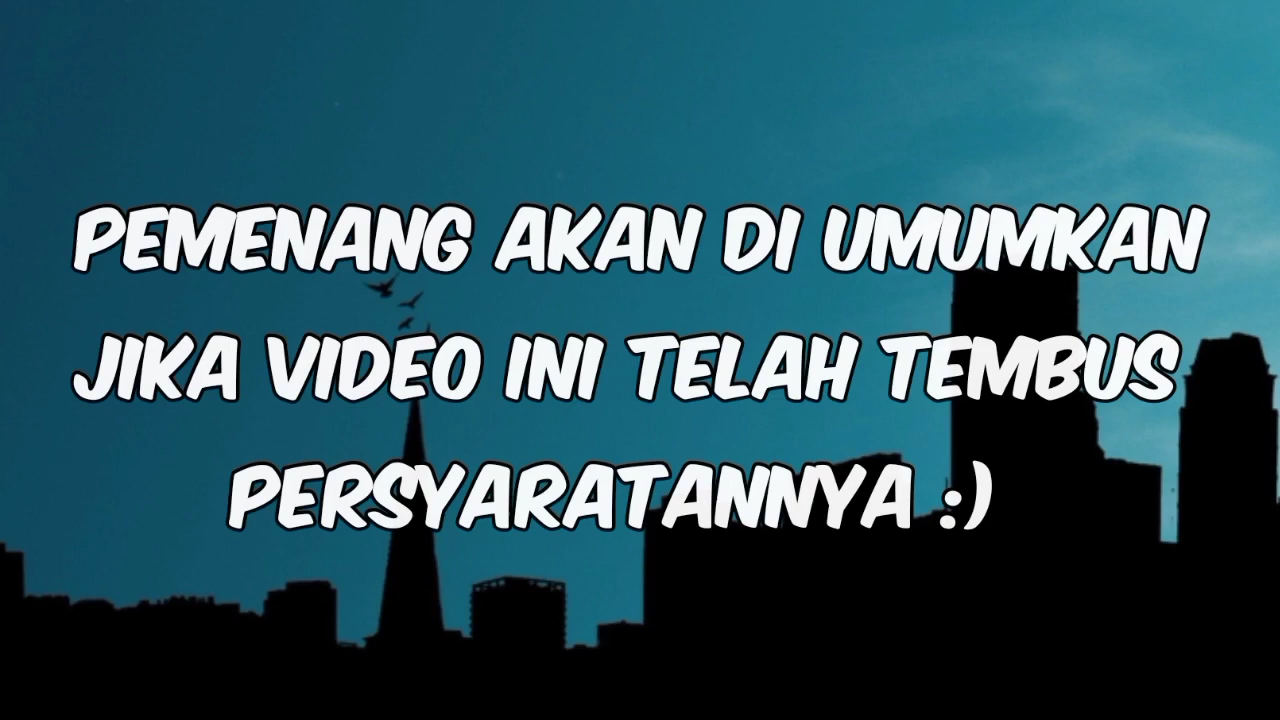 PEMENANG AKAN DI UMUMKAN
JIKA VIDEO INI TELAH TEMBUS
PERSYARATANNYA :)